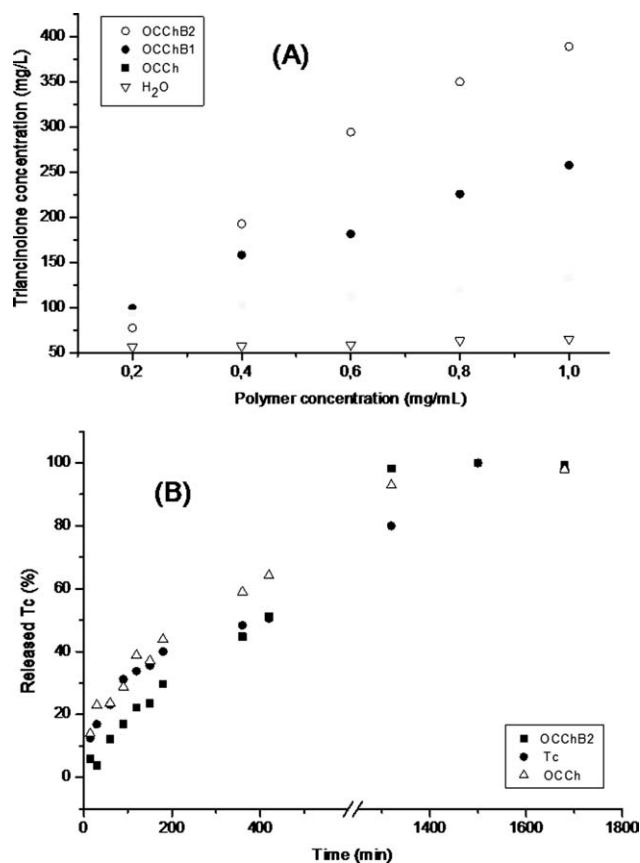 OCChB2
OCChB1
OCCh
H2O
(A)
Triancinolone concentration (mg/L)
400
350
300
250
200
150
100
50
0,2
0,4
0,6
0,8
1,0
Polymer concentration (mg/mL)
(B)
Released Tc (%)
100
80
60
40
20
0
OCChB2
Tc
OCCh
0
200
400
1400
1600
1800
Time (min)